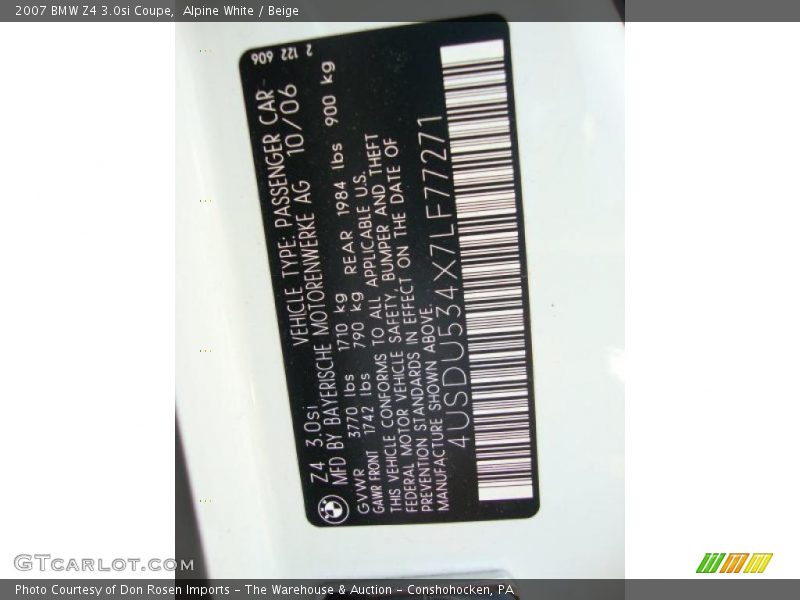 2007 BMW Z4 3.0si Coupe,  Alpine White / Beige
2 122 606
Z4 3.0si VEHICLE TYPE: PASSENGER CAR
MFD BY BAYERISCHE MOTORENWERKE AG 10/06
GVWR 3770 lbs 1710 kg
GAWR FRONT 1742 lbs 790 kg REAR 1984 lbs 900 kg
THIS VEHICLE CONFORMS TO ALL APPLICABLE U.S.
FEDERAL MOTOR VEHICLE SAFETY, BUMPER AND THEFT
PREVENTION STANDARDS IN EFFECT ON THE DATE OF
MANUFACTURE SHOWN ABOVE.
4USDU534X7LF77271
GTCarLot.com
Photo Courtesy of Don Rosen Imports – The Warehouse & Auction – Conshohocken, PA